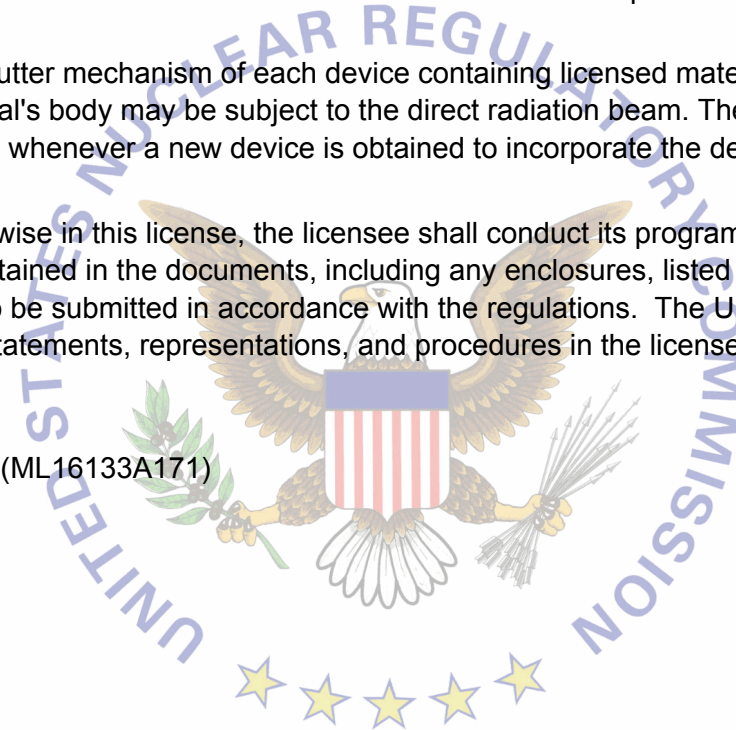 utter mechanism of each device containing licensed mate
al's body may be subject to the direct radiation beam. The
whenever a new device is obtained to incorporate the de
wise in this license, the licensee shall conduct its program
tained in the documents, including any enclosures, listed
be submitted in accordance with the regulations. The U
tatements, representations, and procedures in the license
(ML16133A171)
UNITED STATES NUCLEAR REGULATORY COMMISSION